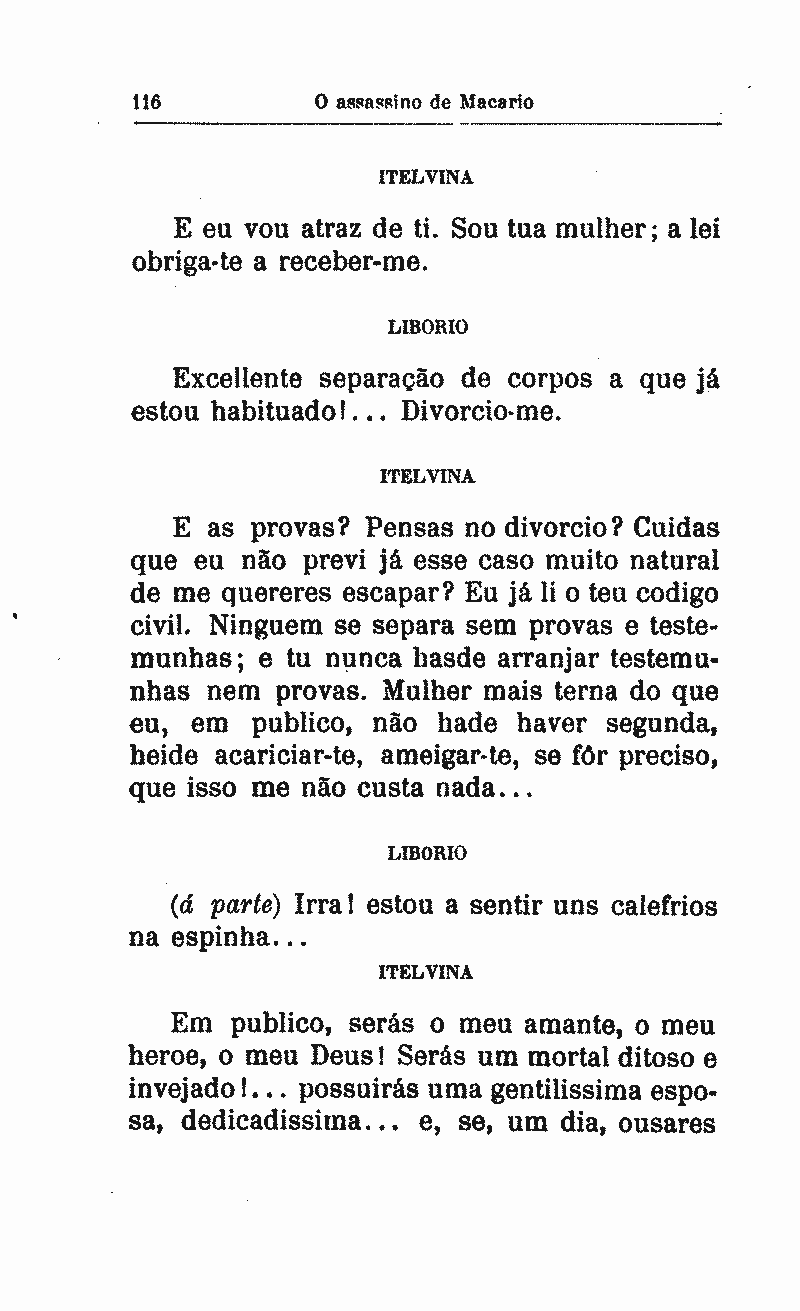 116 O assassino de Macario
ITELVINA
E eu vou atraz de ti. Sou tua mulher; a lei
obriga-te a receber-me.
LIBORIO
Excellente separação de corpos a que já
estou habituado!... Divorcio-me.
ITELVINA
E as provas? Pensas no divorcio? Cuidas
que eu não previ já esse caso muito natural
de me quereres escapar? Eu já li o teu codigo
civil. Ninguem se separa sem provas e teste-
munhas; e tu nunca hasde arranjar testemu-
nhas nem provas. Mulher mais terna do que
eu, em publico, não hade haver segunda,
heide acariciar-te, ameigar-te, se fôr preciso,
que isso me não custa nada...
LIBORIO
(á parte) Irra! estou a sentir uns calefrios
na espinha...
ITELVINA
Em publico, serás o meu amante, o meu
heroe, o meu Deus! Serás um mortal ditoso e
invejado!... possuirás uma gentilissima espo-
sa, dedicadissima... e, se, um dia, ousares